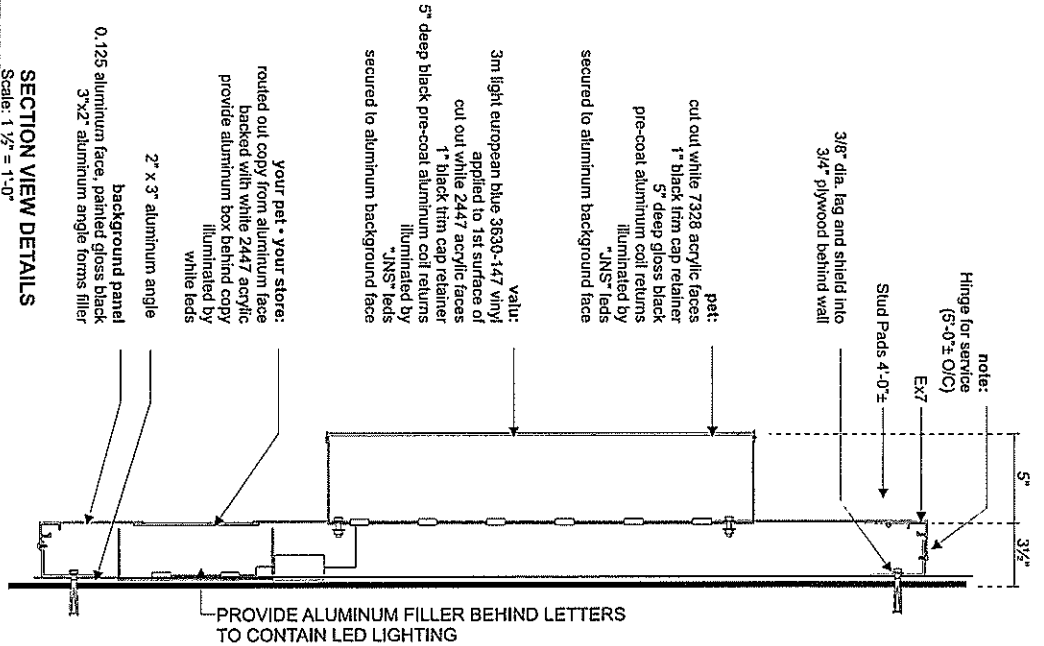 note:
Hinge for service
(5'-0"± O/C)
Ex7
Stud Pads 4'-0"±
3/8" dia. lag and shield into
3/4" plywood behind wall
pet:
cut out white 7328 acrylic faces
1" black trim cap retainer
5" deep gloss black
pre-coat aluminum coil returns
illuminated by
"JNS" leds
secured to aluminum background face
valu:
3m light european blue 3630-147 vinyl
applied to 1st surface of
cut out white 2447 acrylic faces
1" black trim cap retainer
5" deep black pre-coat aluminum coil returns
illuminated by
"JNS" leds
secured to aluminum background face
your pet • your store:
routed out copy from aluminum face
backed with white 2447 acrylic
provide aluminum box behind copy
illuminated by
white leds
2" x 3" aluminum angle
background panel
0.125 aluminum face, painted gloss black
3"x2" aluminum angle forms filler
5"
3½"
PROVIDE ALUMINUM FILLER BEHIND LETTERS
TO CONTAIN LED LIGHTING
SECTION VIEW DETAILS
Scale: 1 ½" = 1'-0"